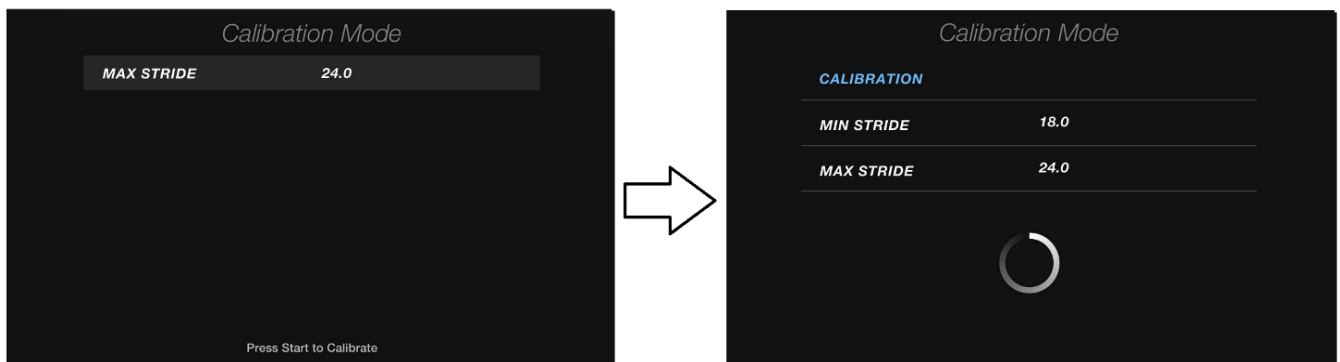 Calibration Mode
MAX STRIDE 24.0
Press Start to Calibrate
Calibration Mode
CALIBRATION
MIN STRIDE 18.0
MAX STRIDE 24.0